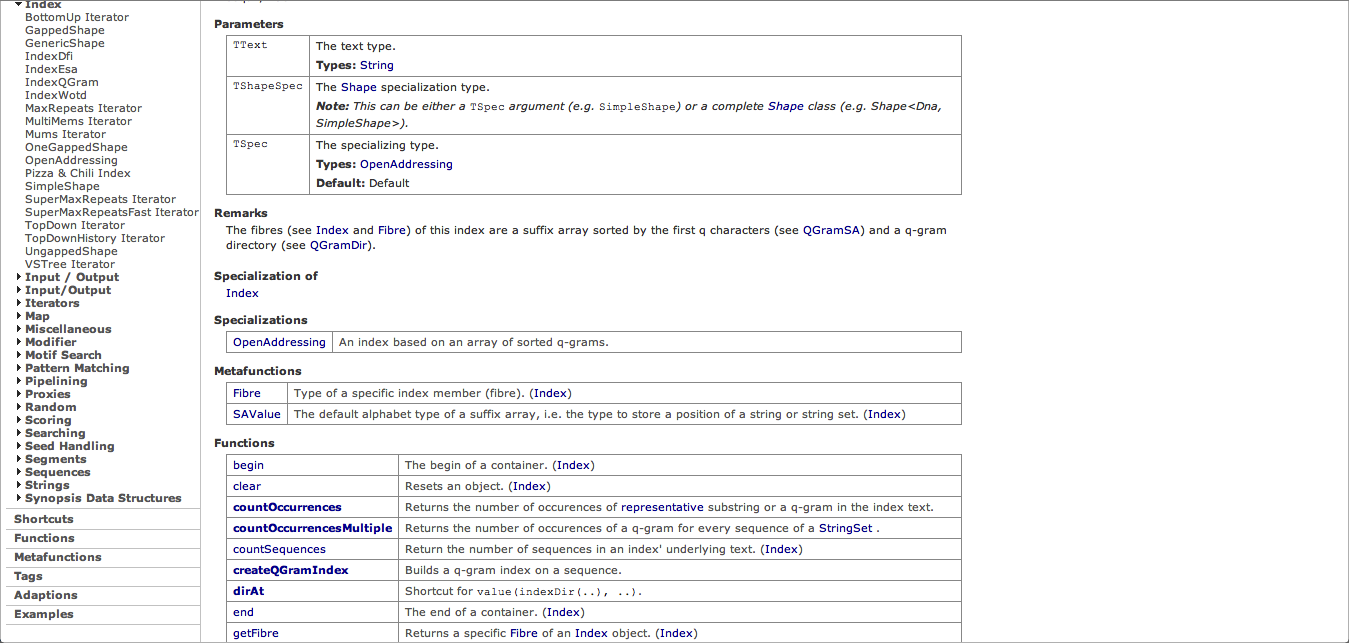 Index
BottomUp Iterator
GappedShape
GenericShape
IndexDfi
IndexEsa
IndexQGram
IndexWotd
MaxRepeats Iterator
MultiMems Iterator
Mums Iterator
OneGappedShape
OpenAddressing
Pizza & Chili Index
SimpleShape
SuperMaxRepeats Iterator
SuperMaxRepeatsFast Iterator
TopDown Iterator
TopDownHistory Iterator
UngappedShape
VSTree Iterator
Input / Output
Input/Output
Iterators
Map
Miscellaneous
Modifier
Motif Search
Pattern Matching
Pipelining
Proxies
Random
Scoring
Searching
Seed Handling
Segments
Sequences
Strings
Synopsis Data Structures
Shortcuts
Functions
Metafunctions
Tags
Adaptions
Examples
Parameters
TText The text type.
Types: String
TShapeSpec The Shape specialization type.
Note: This can be either a TSpec argument (e.g. SimpleShape) or a complete Shape class (e.g. Shape<Dna,
SimpleShape>).
TSpec The specializing type.
Types: OpenAddressing
Default: Default
Remarks
The fibres (see Index and Fibre) of this index are a suffix array sorted by the first q characters (see QGramSA) and a q-gram
directory (see QGramDir).
Specialization of
Index
Specializations
OpenAddressing An index based on an array of sorted q-grams.
Metafunctions
Fibre Type of a specific index member (fibre). (Index)
SAValue The default alphabet type of a suffix array, i.e. the type to store a position of a string or string set. (Index)
Functions
begin The begin of a container. (Index)
clear Resets an object. (Index)
countOccurrences Returns the number of occurences of representative substring or a q-gram in the index text.
countOccurrencesMultiple Returns the number of occurences of a q-gram for every sequence of a StringSet .
countSequences Return the number of sequences in an index' underlying text. (Index)
createQGramIndex Builds a q-gram index on a sequence.
dirAt Shortcut for value(indexDir(..), ..).
end The end of a container. (Index)
getFibre Returns a specific Fibre of an Index object. (Index)